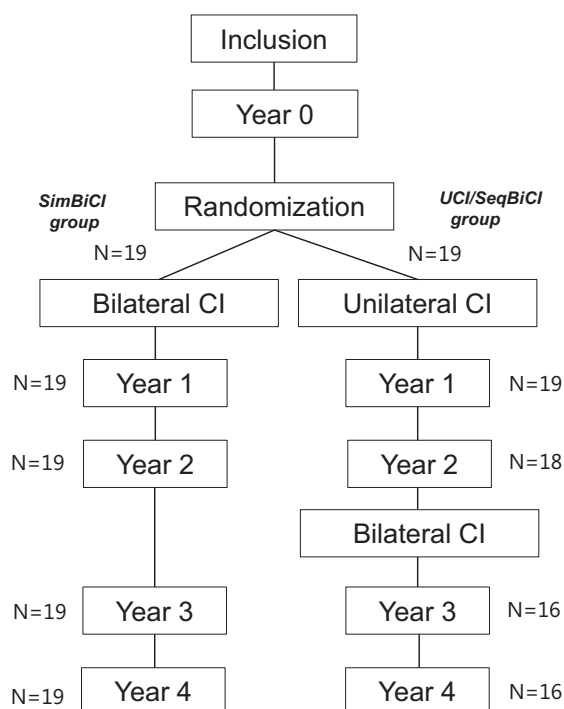 Inclusion
Year 0
SimBiCI
group
Randomization
UCI/SeqBiCI
group
N=19
N=19
Bilateral CI
Unilateral CI
N=19
Year 1
Year 1
N=19
N=19
Year 2
Year 2
N=18
Bilateral CI
N=19
Year 3
Year 3
N=16
N=19
Year 4
Year 4
N=16